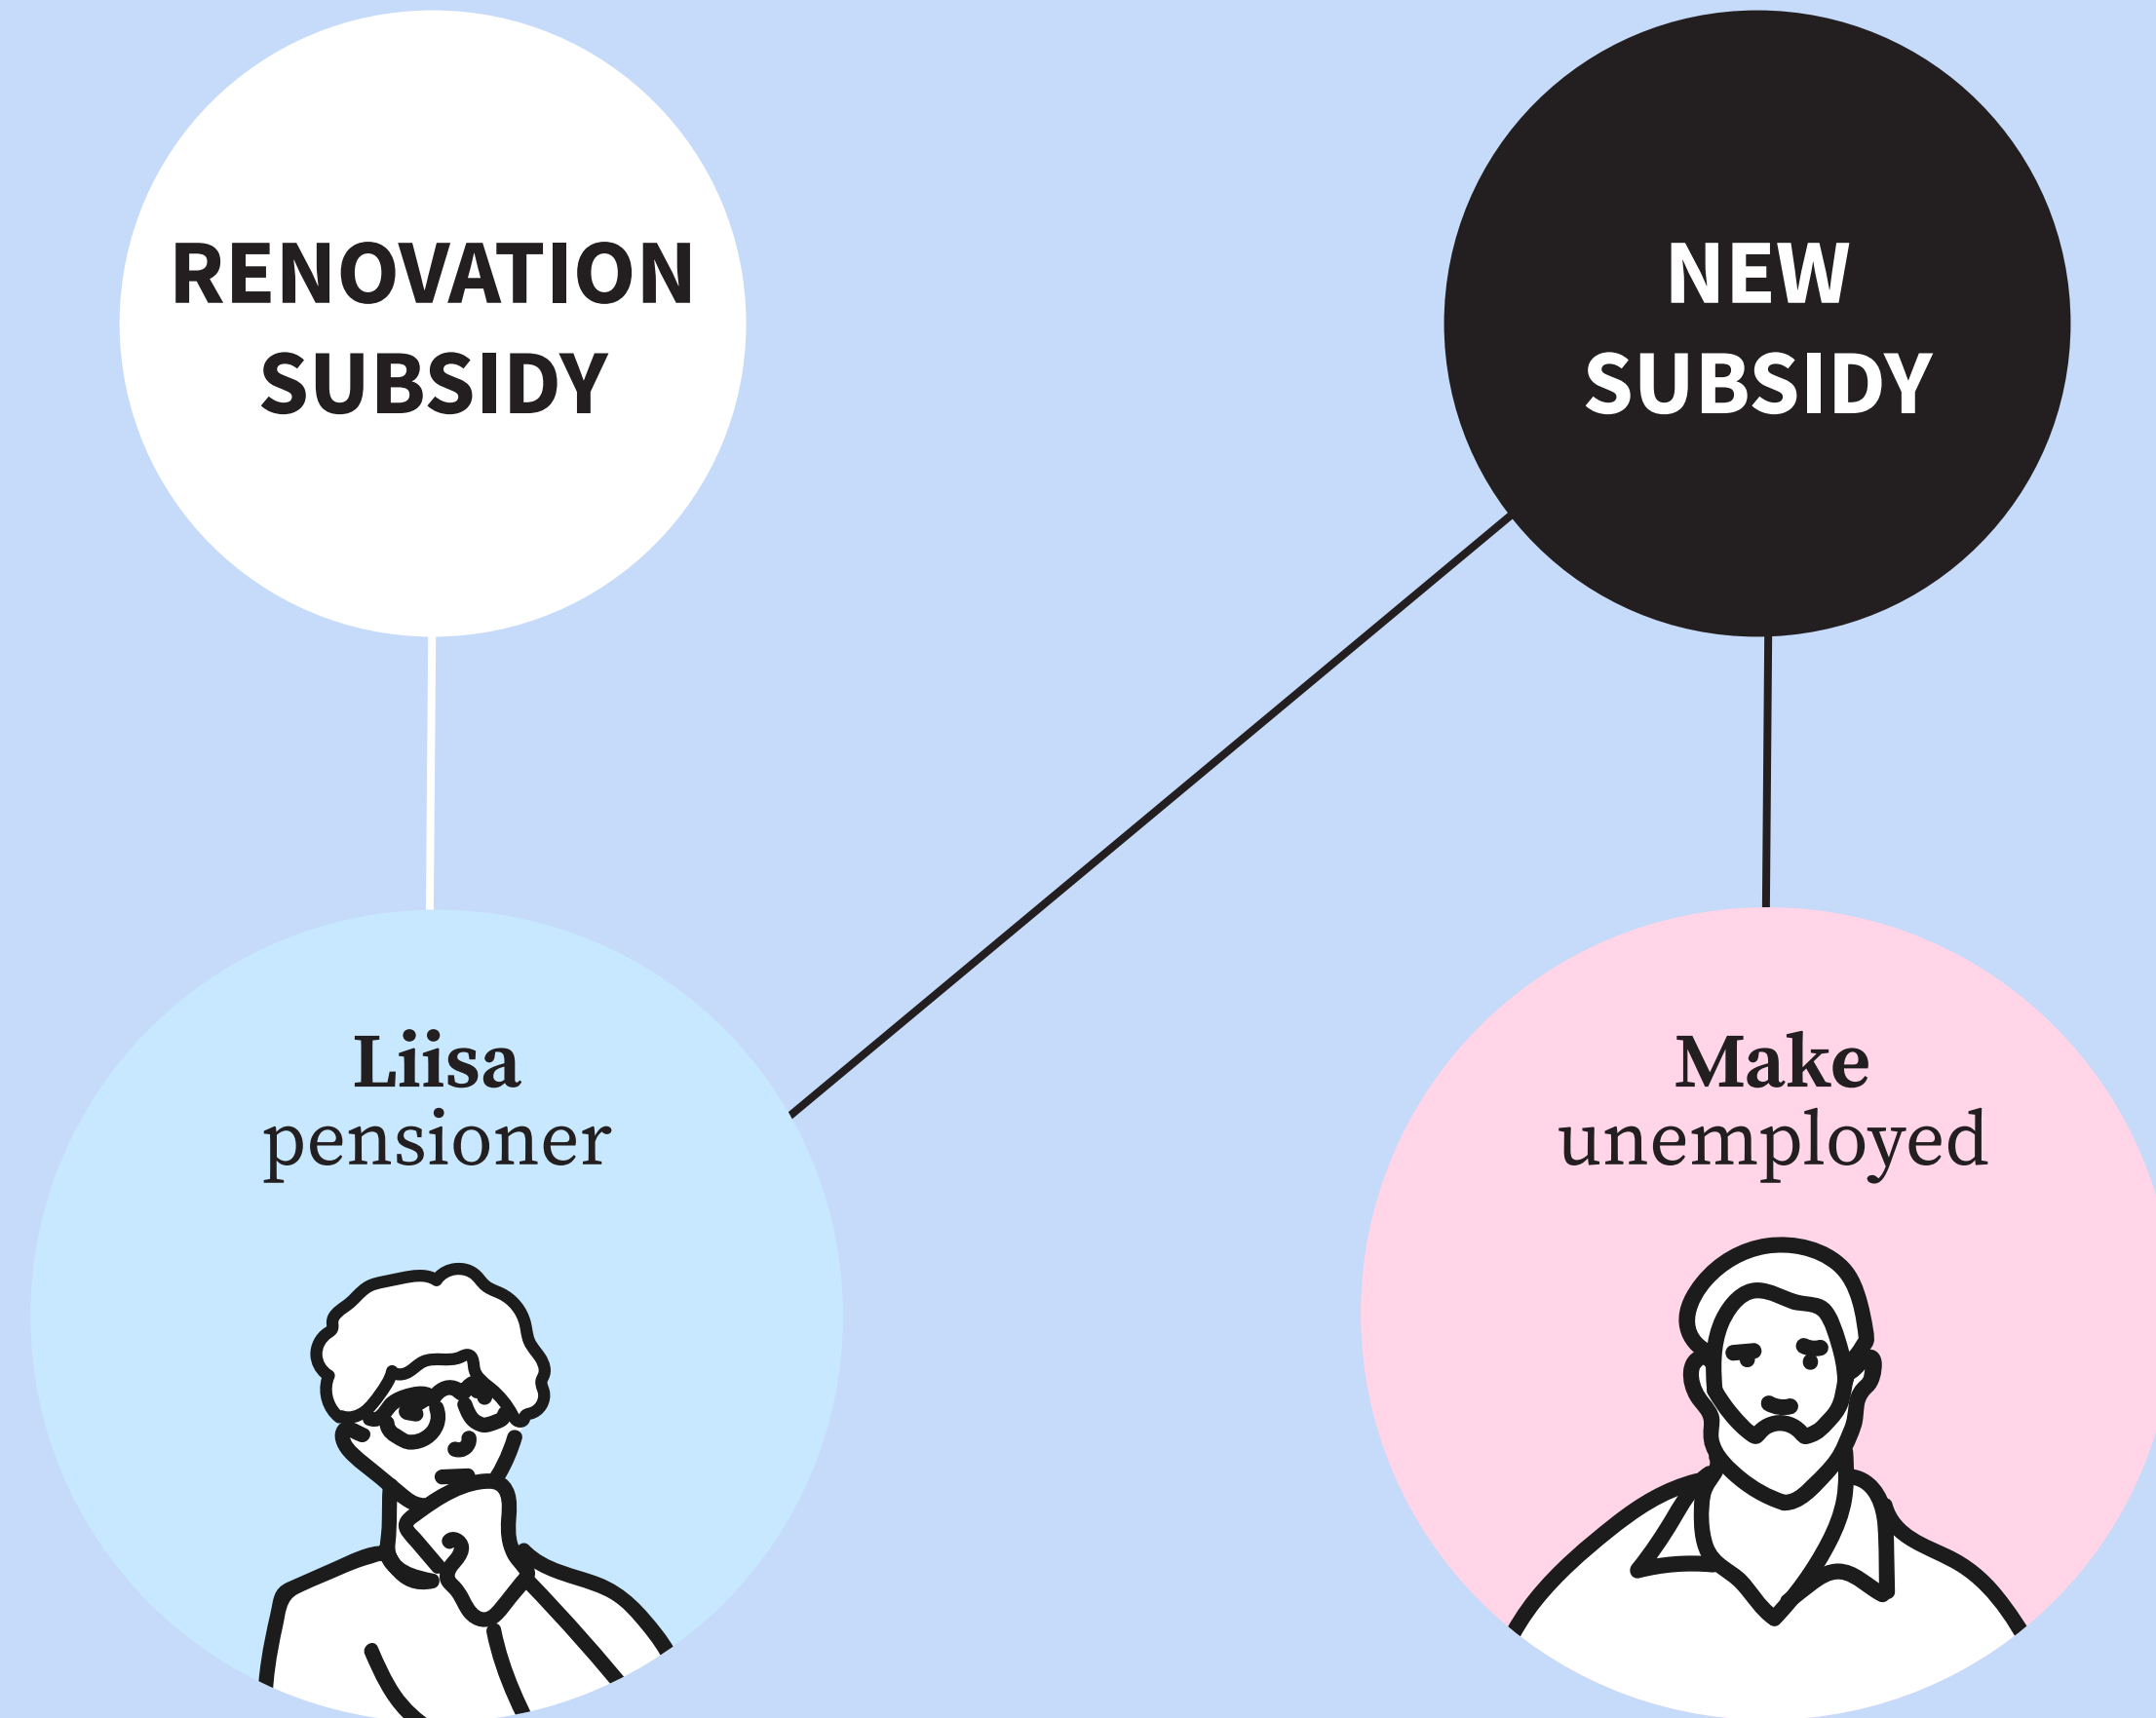 RENOVATION
SUBSIDY
NEW
SUBSIDY
Liisa
pensioner
Make
unemployed